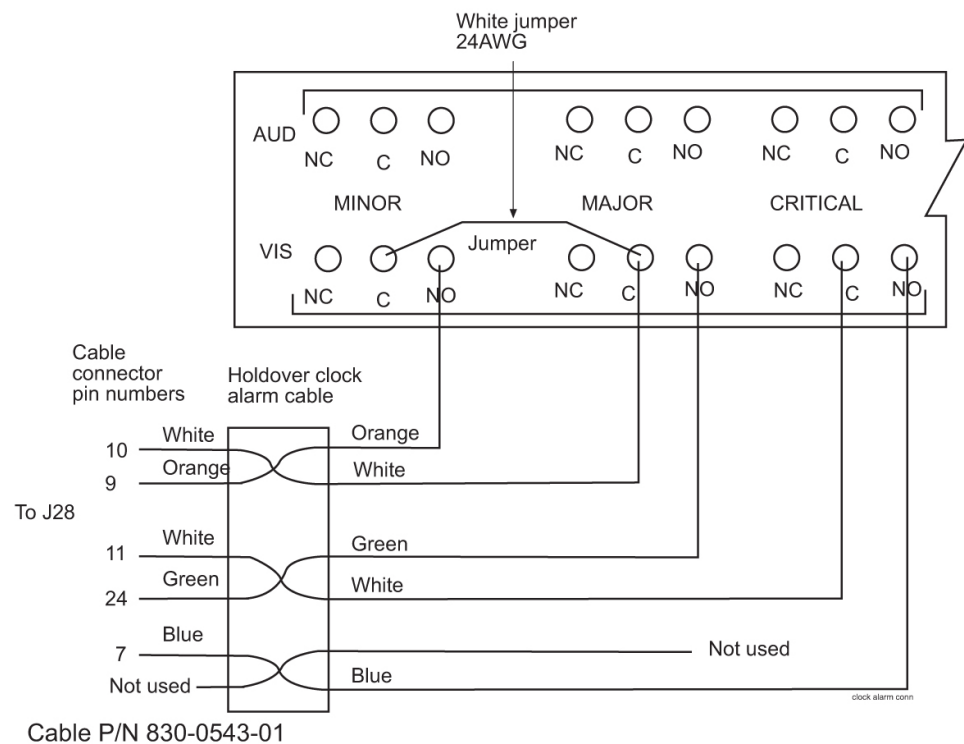 White jumper
24AWG
AUD
NC C NO NC C NO NC C NO
MINOR MAJOR CRITICAL
VIS Jumper
NC C NO NC C NO NC C NO
Cable
connector
pin numbers
Holdover clock
alarm cable
10 White Orange
9 Orange White
To J28
11 White Green
24 Green White
7 Blue Not used
Not used Blue
clock alarm conn
Cable P/N 830-0543-01